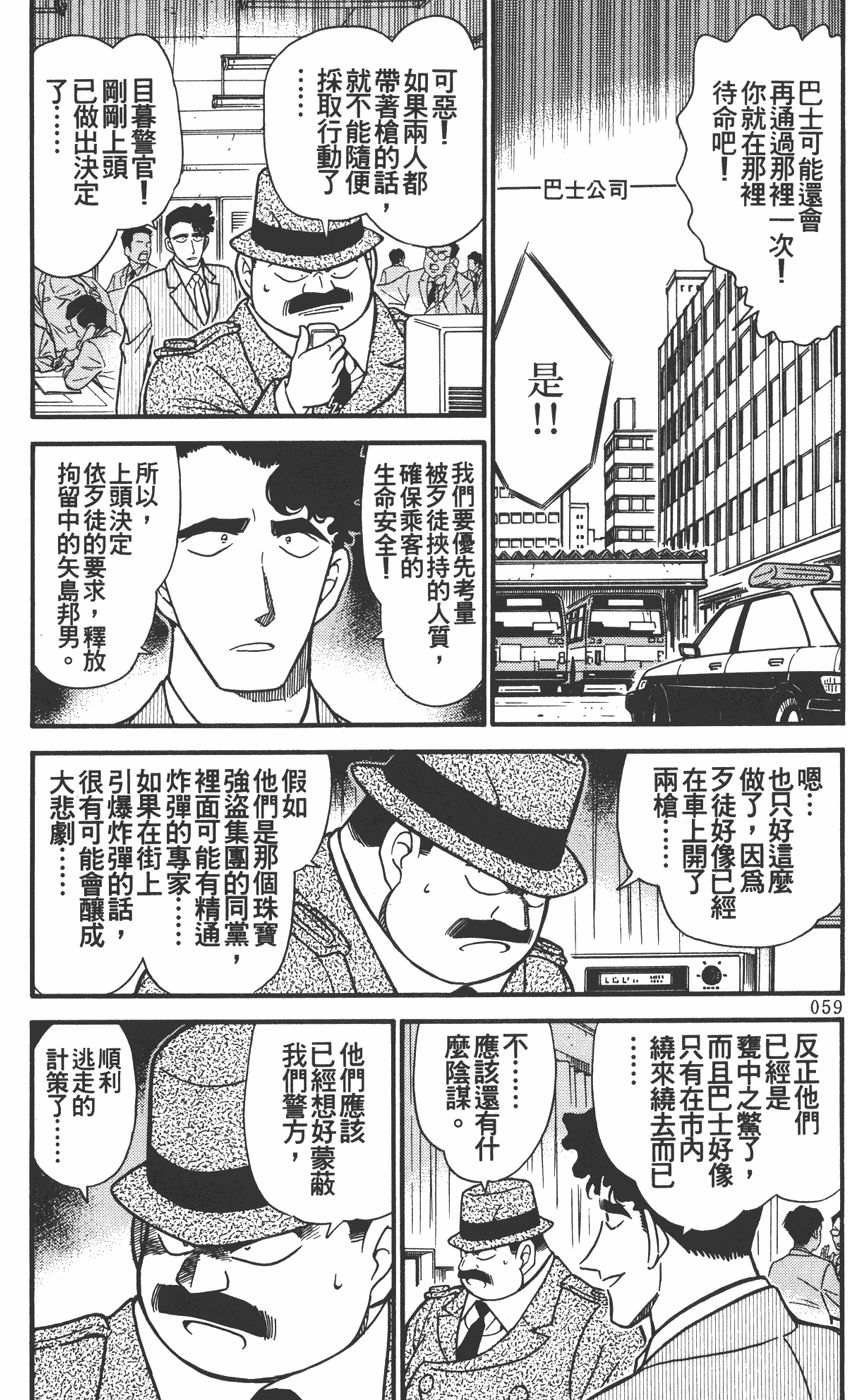 巴士可能還會
再通過那裡一次！
你就在那裡
待命吧！
巴士公司
是!!
可惡！
如果兩人都
帶著槍的話，
就不能隨便
採取行動了
……
目暮警官！
剛剛上頭
已做出決定
了……
我們要優先考量
被歹徒挾持的人質，
確保乘客的
生命安全！
所以，
上頭決定
依歹徒的要求，釋放
拘留中的矢島邦男。
嗯…
也只好這麼
做了，因為
歹徒好像已經
在車上開了
兩槍……
假如
他們是那個珠寶
強盜集團的同黨，
裡面可能有精通
炸彈的專家……
如果在街上
引爆炸彈的話，
很有可能會釀成
大悲劇……
059
反正他們
已經是
甕中之鱉了，
而且巴士好像
只有在市內
繞來繞去而已
……
不……
應該還有什
麼陰謀。
他們應該
已經想好蒙蔽
我們警方，
順利
逃走的
計策了……